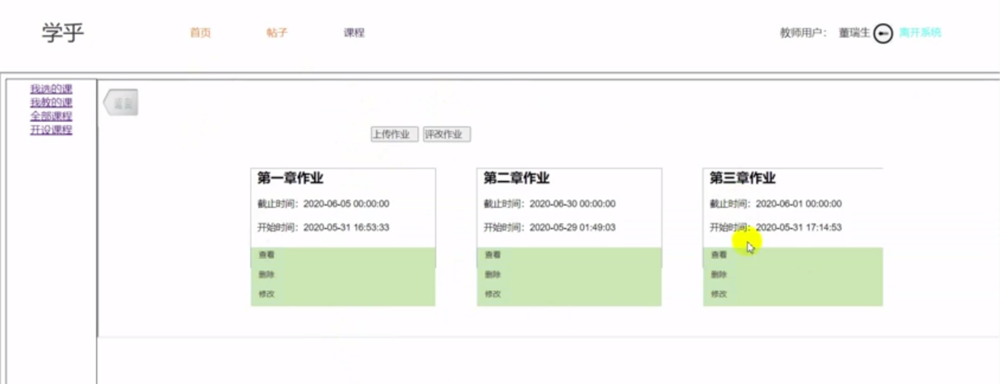 学乎
首页 帖子 课程 教师用户： 董瑞生 离开系统
我选的课
我教的课
全部课程
开设课程
返回
上传作业 评改作业
第一章作业
截止时间：2020-06-05 00:00:00
开始时间：2020-05-31 16:53:33
查看
删除
修改
第二章作业
截止时间：2020-06-30 00:00:00
开始时间：2020-05-29 01:49:03
查看
删除
修改
第三章作业
截止时间：2020-06-01 00:00:00
开始时间：2020-05-31 17:14:53
查看
删除
修改